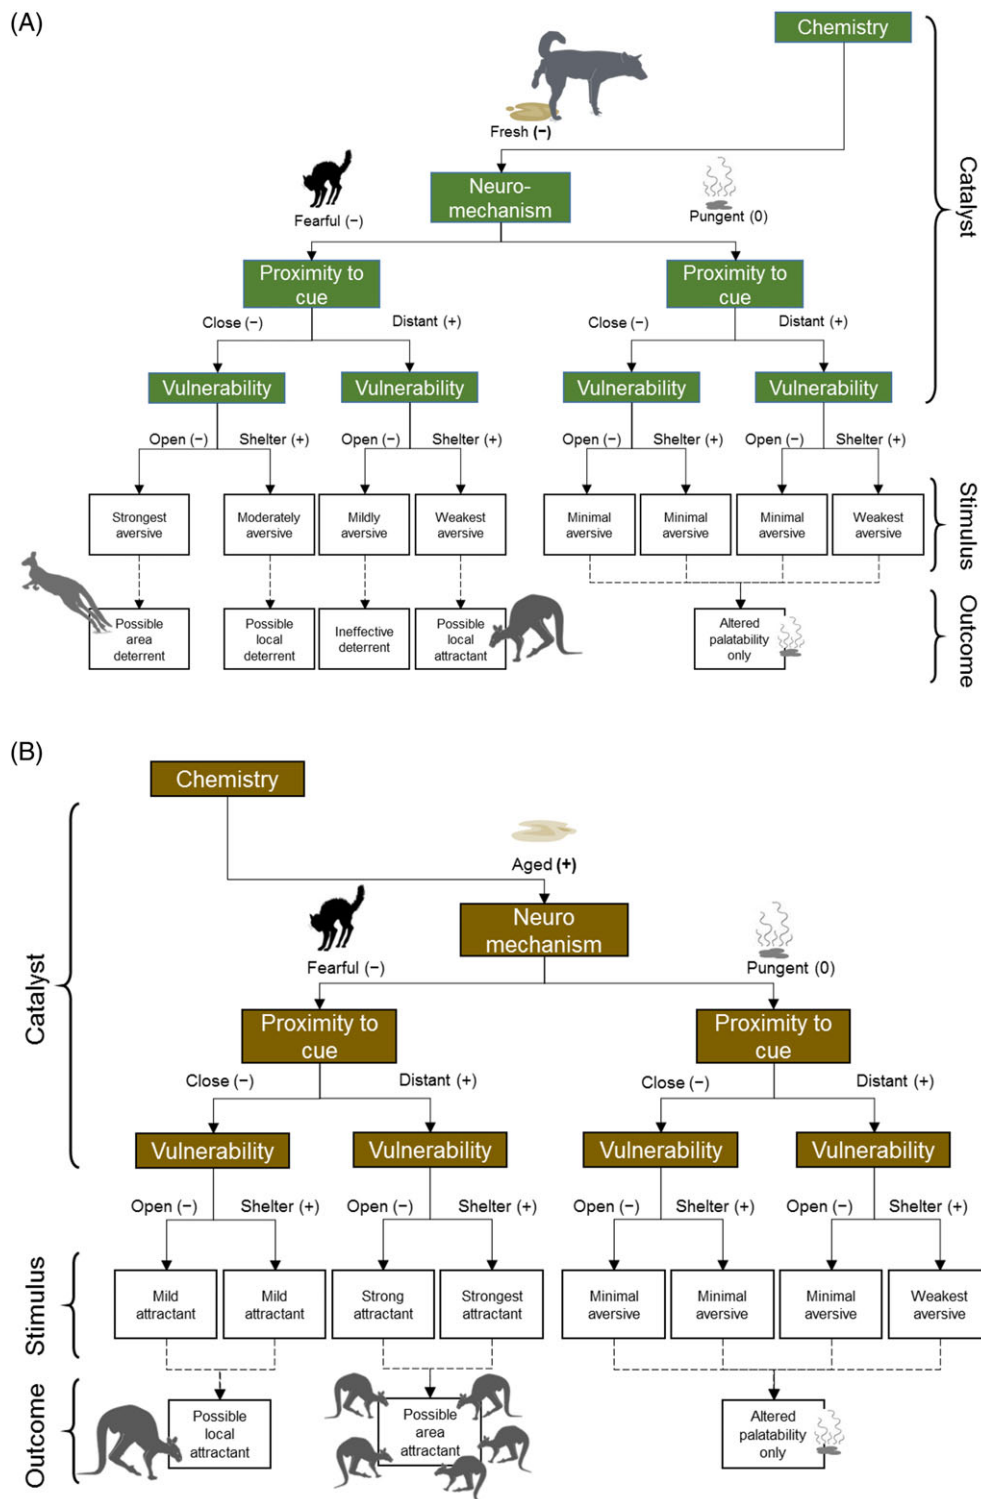 (A)
Chemistry
Fresh (−)
Neuro-
mechanism
Fearful (−)
Pungent (0)
Proximity to
cue
Proximity to
cue
Close (−)
Distant (+)
Close (−)
Distant (+)
Vulnerability
Vulnerability
Vulnerability
Vulnerability
Open (−)
Shelter (+)
Open (−)
Shelter (+)
Open (−)
Shelter (+)
Open (−)
Shelter (+)
Strongest
aversive
Moderately
aversive
Mildly
aversive
Weakest
aversive
Minimal
aversive
Minimal
aversive
Minimal
aversive
Weakest
aversive
Possible
area
deterrent
Possible
local
deterrent
Ineffective
deterrent
Possible
local
attractant
Altered
palatability
only
Catalyst
Stimulus
Outcome
(B)
Chemistry
Aged (+)
Neuro
mechanism
Fearful (−)
Pungent (0)
Proximity to
cue
Proximity to
cue
Close (−)
Distant (+)
Close (−)
Distant (+)
Vulnerability
Vulnerability
Vulnerability
Vulnerability
Open (−)
Shelter (+)
Open (−)
Shelter (+)
Open (−)
Shelter (+)
Open (−)
Shelter (+)
Mild
attractant
Mild
attractant
Strong
attractant
Strongest
attractant
Minimal
aversive
Minimal
aversive
Minimal
aversive
Weakest
aversive
Possible
local
attractant
Possible
area
attractant
Altered
palatability
only
Catalyst
Stimulus
Outcome